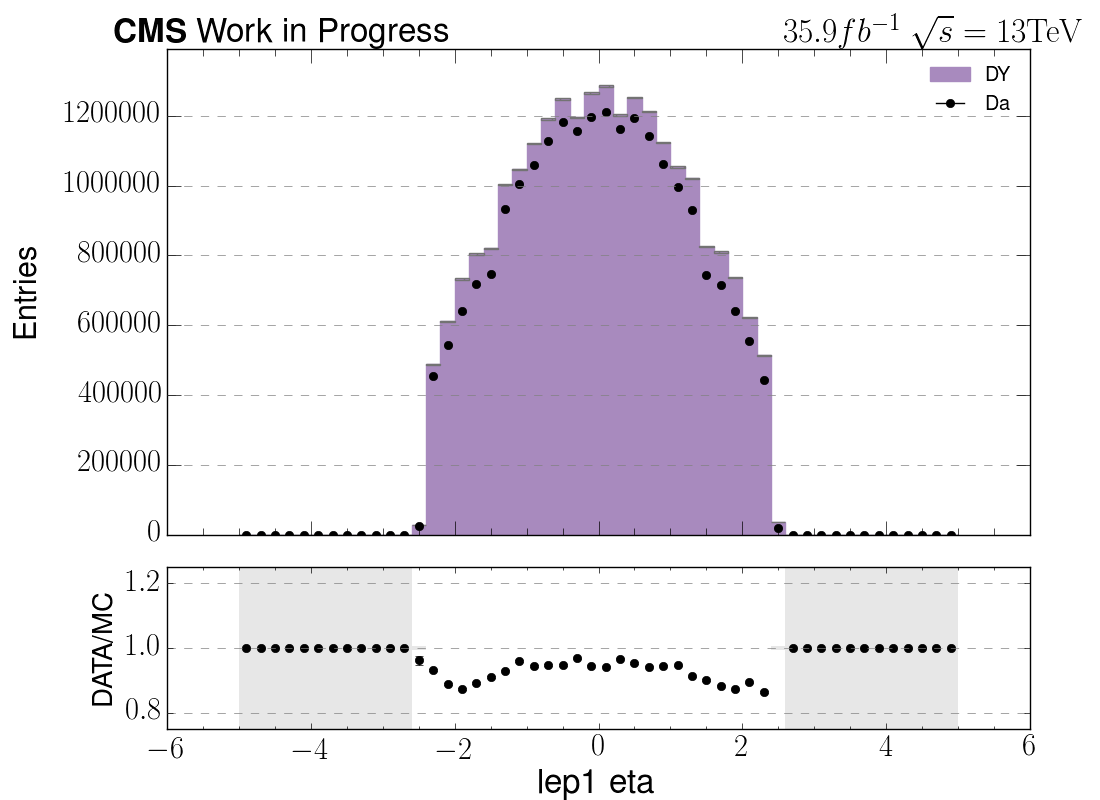 CMS Work in Progress 35.9fb⁻¹ √s = 13TeV
DY
Da
1200000
1000000
800000
600000
400000
200000
0
Entries
1.2
1.0
0.8
DATA/MC
−6 −4 −2 0 2 4 6
lep1 eta